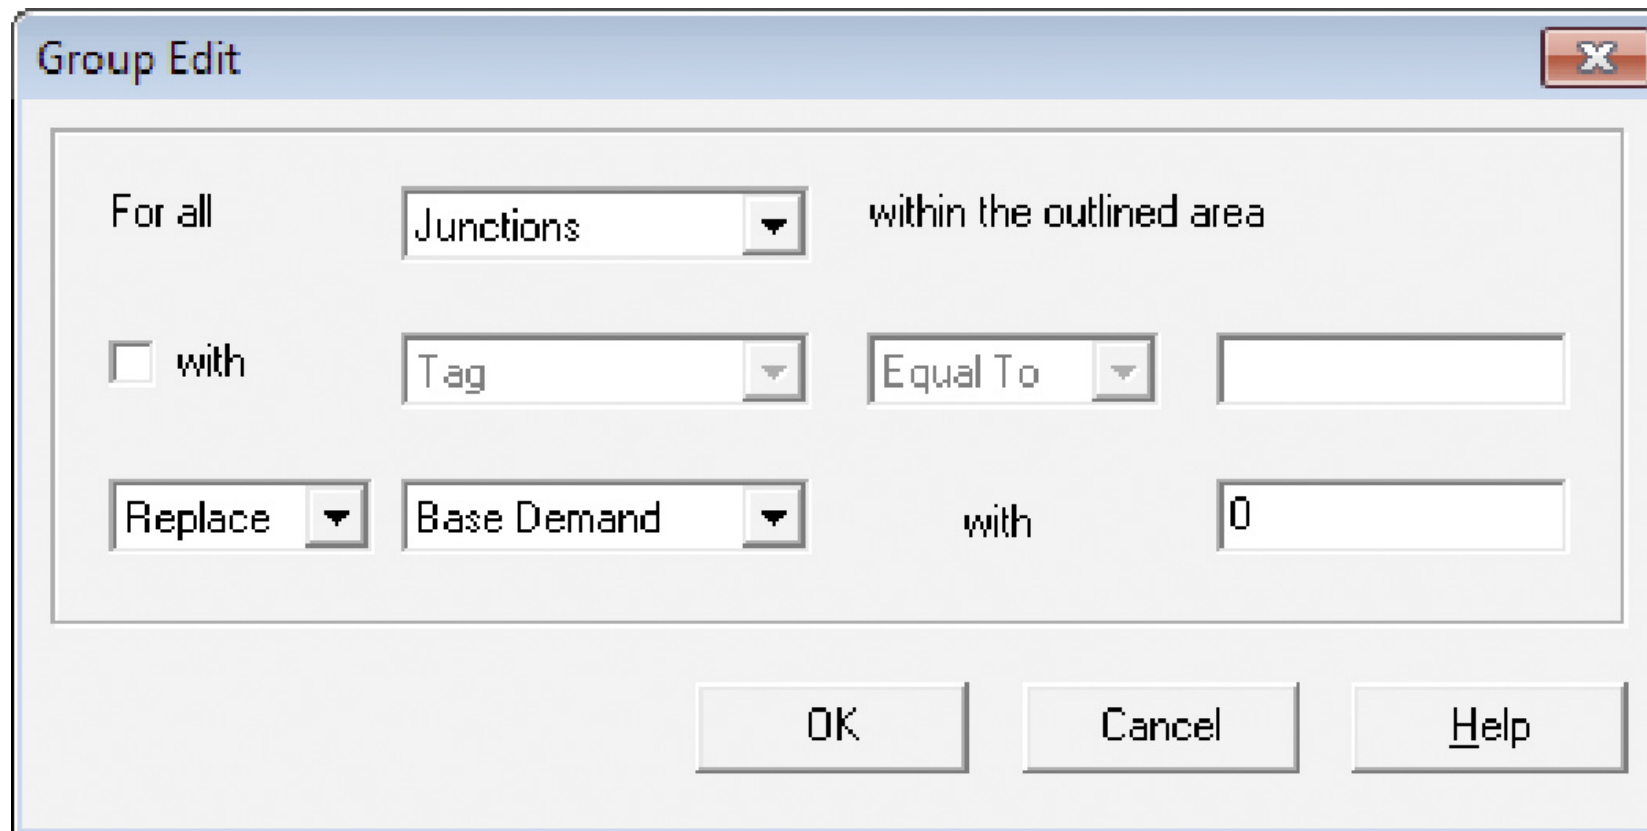 Group Edit
For all Junctions within the outlined area
with Tag Equal To
Replace Base Demand with 0
OK Cancel Help